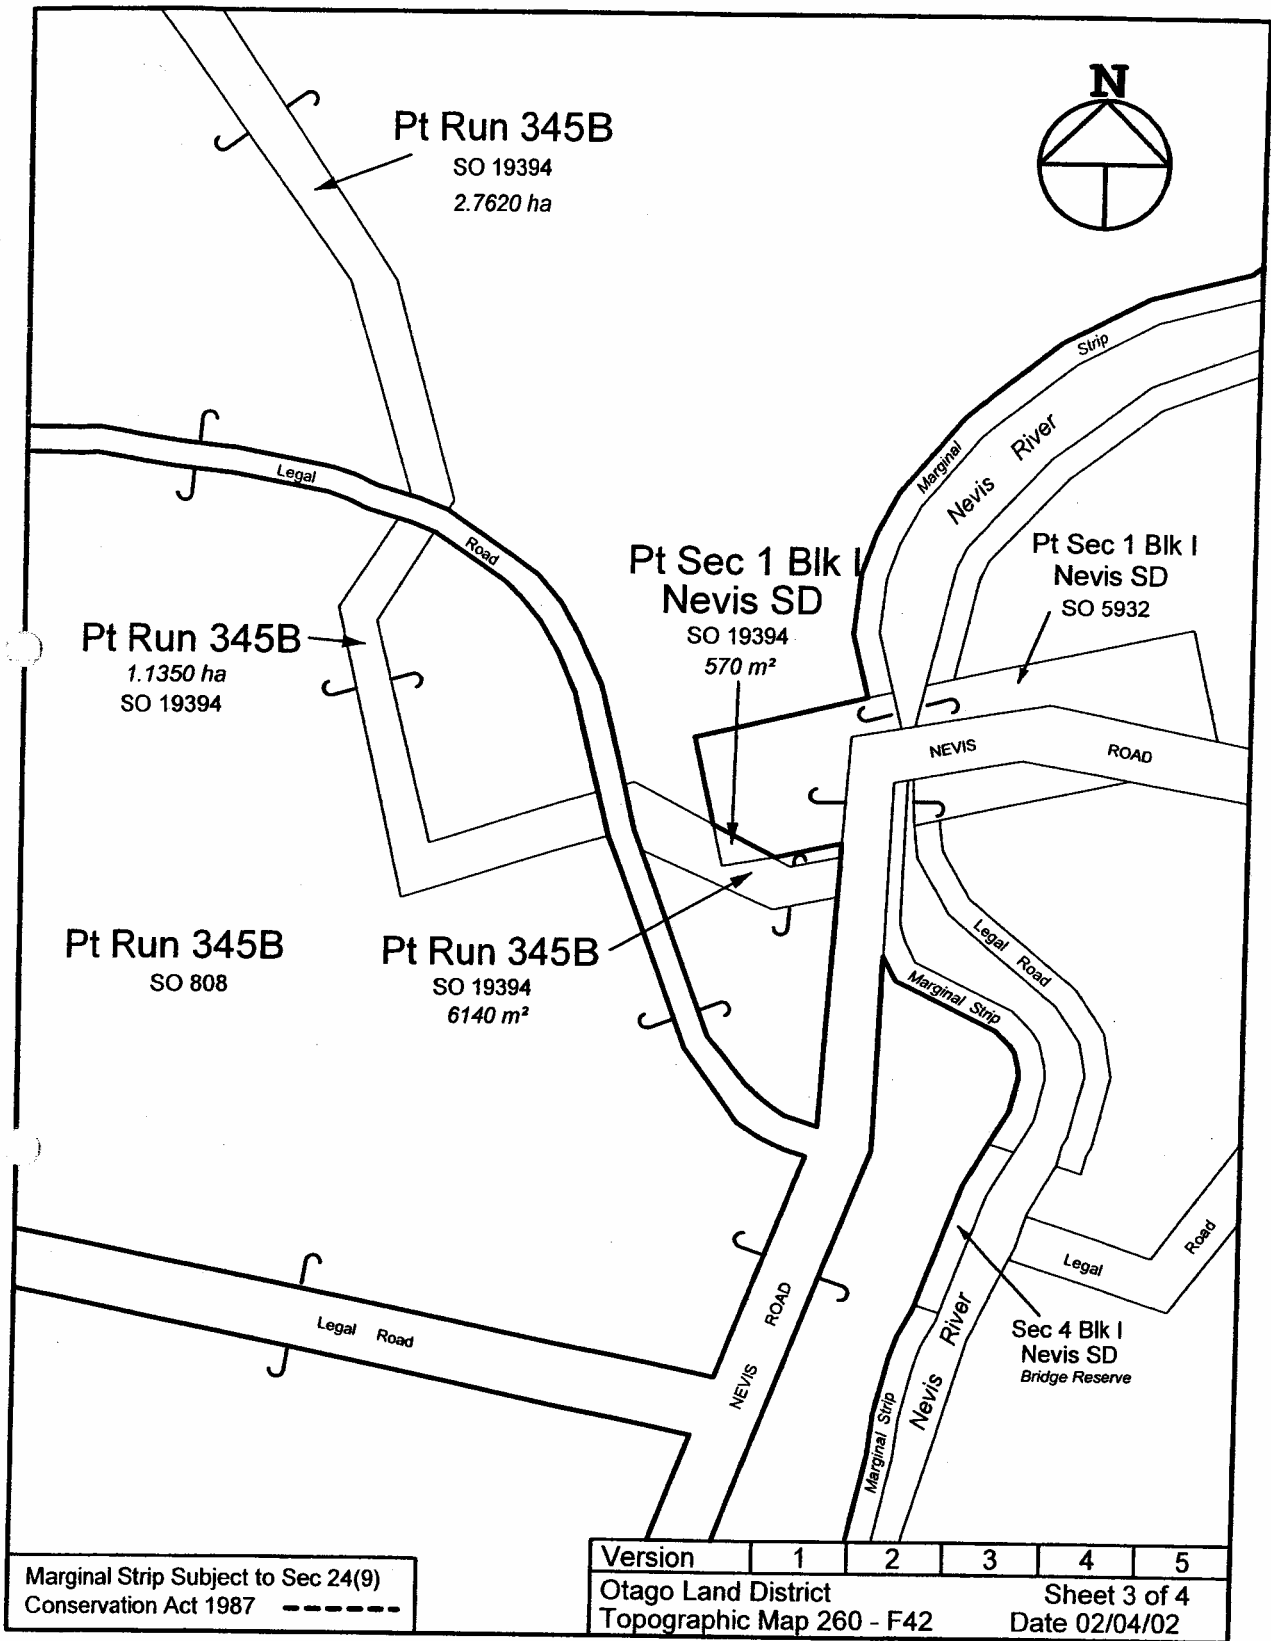 N
Pt Run 345B
SO 19394
2.7620 ha
Strip
Marginal
Nevis River
Legal
Road
Pt Sec 1 Blk I
Nevis SD
SO 19394
570 m²
Pt Sec 1 Blk I
Nevis SD
SO 5932
Pt Run 345B
1.1350 ha
SO 19394
NEVIS ROAD
Pt Run 345B
SO 808
Pt Run 345B
SO 19394
6140 m²
Legal Road
Marginal Strip
Legal Road
Legal Road
NEVIS ROAD
Nevis River
Marginal Strip
Sec 4 Blk I
Nevis SD
Bridge Reserve
Marginal Strip Subject to Sec 24(9)
Conservation Act 1987
Version 1 2 3 4 5
Otago Land District Sheet 3 of 4
Topographic Map 260 - F42 Date 02/04/02